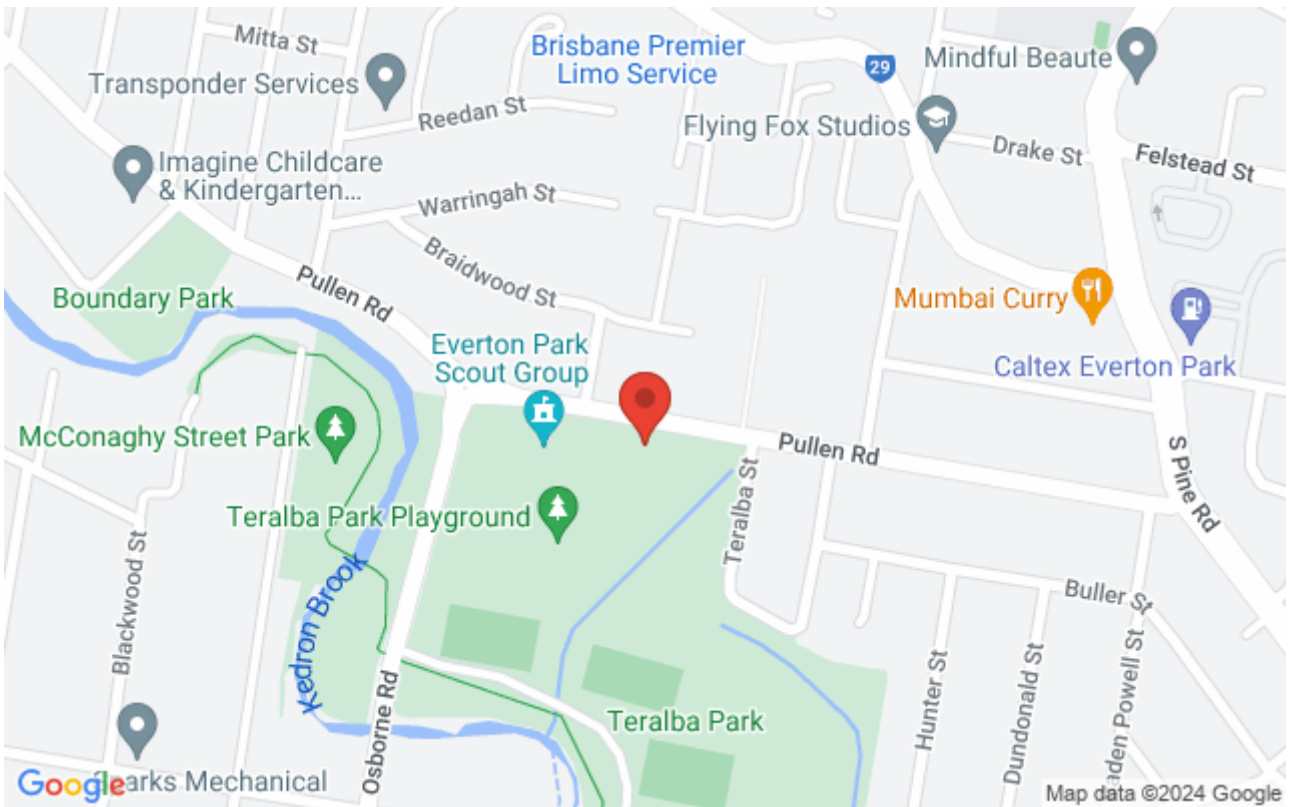 Mitta St
Brisbane Premier
Limo Service
29
Mindful Beaute
Transponder Services
Reedan St
Flying Fox Studios
Drake St
Felstead St
Imagine Childcare
& Kindergarten...
Warringah St
Braidwood St
Pullen Rd
Boundary Park
Mumbai Curry
Everton Park
Scout Group
Caltex Everton Park
McConaghy Street Park
Pullen Rd
S Pine Rd
Teralba Park Playground
Teralba St
Blackwood St
Kedron Brook
Buller St
Osborne Rd
Teralba Park
Hunter St
Dundonald St
aden Powell St
Google
arks Mechanical
Map data ©2024 Google